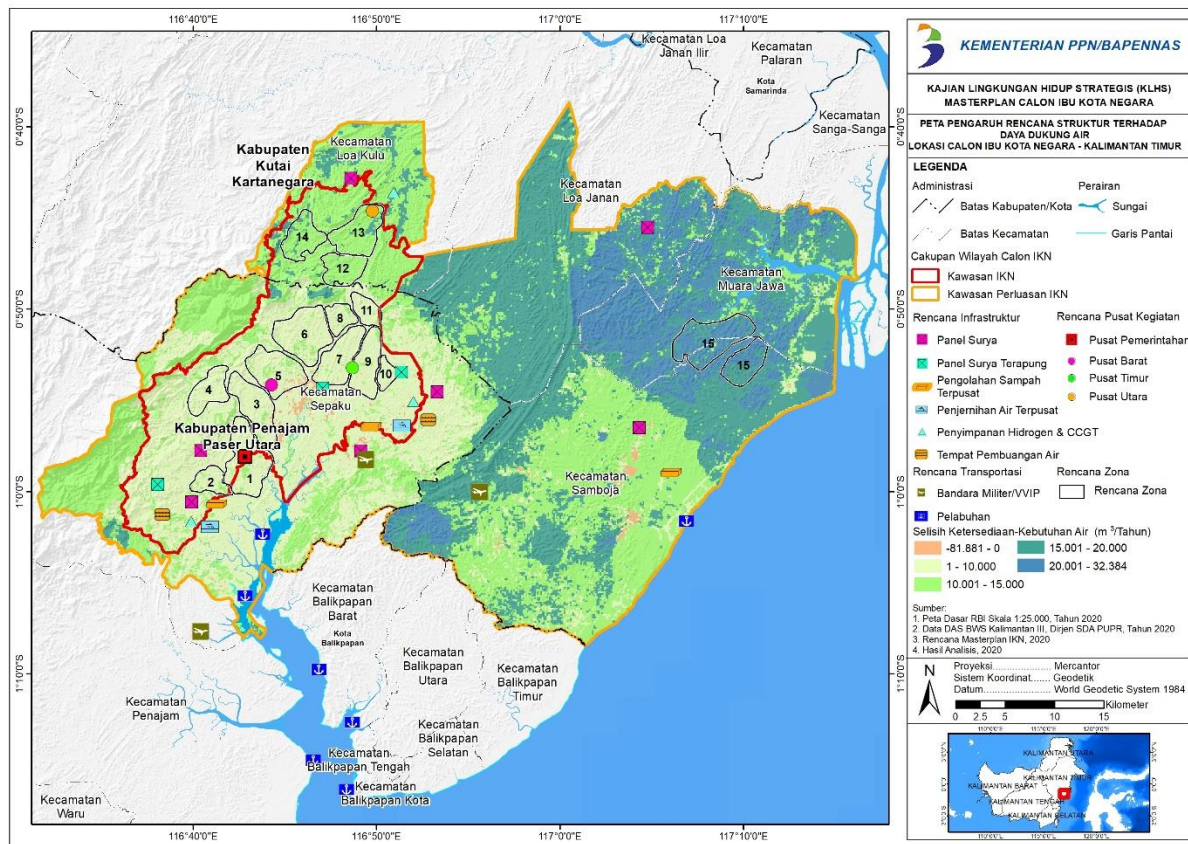 116°40'0"E
116°50'0"E
117°0'0"E
117°10'0"E
0°40'0"S
0°50'0"S
1°0'0"S
1°10'0"S
0°40'0"S
0°50'0"S
1°0'0"S
1°10'0"S
Kecamatan Loa
Janan Ilir
Kecamatan
Palaran
Kota
Samarinda
Kecamatan
Sanga-Sanga
Kabupaten
Kutai
Kartanegara
Kecamatan
Loa Kulu
Kecamatan
Loa Janan
Kecamatan
Muara Jawa
14
13
12
11
8
6
7
9
10
5
4
3
2
1
15
15
Kecamatan
Sepaku
Kabupaten Penajam
Paser Utara
Kecamatan
Samboja
Kecamatan
Balikpapan
Barat
Kota
Balikpapan
Kecamatan
Balikpapan
Utara
Kecamatan
Balikpapan
Timur
Kecamatan
Penajam
Kecamatan
Balikpapan
Selatan
Kecamatan
Balikpapan Tengah
Kecamatan
Balikpapan Kota
Kecamatan
Waru
KEMENTERIAN PPN/BAPPENAS
KAJIAN LINGKUNGAN HIDUP STRATEGIS (KLHS)
MASTERPLAN CALON IBU KOTA NEGARA
PETA PENGARUH RENCANA STRUKTUR TERHADAP
DAYA DUKUNG AIR
LOKASI CALON IBU KOTA NEGARA - KALIMANTAN TIMUR
LEGENDA
Administrasi
Perairan
Batas Kabupaten/Kota
Sungai
Batas Kecamatan
Garis Pantai
Cakupan Wilayah Calon IKN
Kawasan IKN
Kawasan Perluasan IKN
Rencana Infrastruktur
Rencana Pusat Kegiatan
Panel Surya
Pusat Pemerintahan
Panel Surya Terapung
Pusat Barat
Pengolahan Sampah
Terpusat
Pusat Timur
Penjernihan Air Terpusat
Pusat Utara
Penyimpanan Hidrogen & CCGT
Tempat Pembuangan Air
Rencana Transportasi
Rencana Zona
Bandara Militer/VVIP
Rencana Zona
Pelabuhan
Selisih Ketersediaan-Kebutuhan Air (m³/Tahun)
-81.881 - 0
15.001 - 20.000
1 - 10.000
20.001 - 32.384
10.001 - 15.000
Sumber:
1. Peta Dasar RBI Skala 1:25.000, Tahun 2020
2. Data DAS BWS Kalimantan III, Dirjen SDA PUPR, Tahun 2020
3. Rencana Masterplan IKN, 2020
4. Hasil Analisis, 2020
N
Proyeksi.................. Mercantor
Sistem Koordinat....... Geodetik
Datum...................... World Geodetic System 1984
Kilometer
0 2.5 5 10 15
KALIMANTAN UTARA
KALIMANTAN TIMUR
KALIMANTAN BARAT
KALIMANTAN TENGAH
KALIMANTAN SELATAN